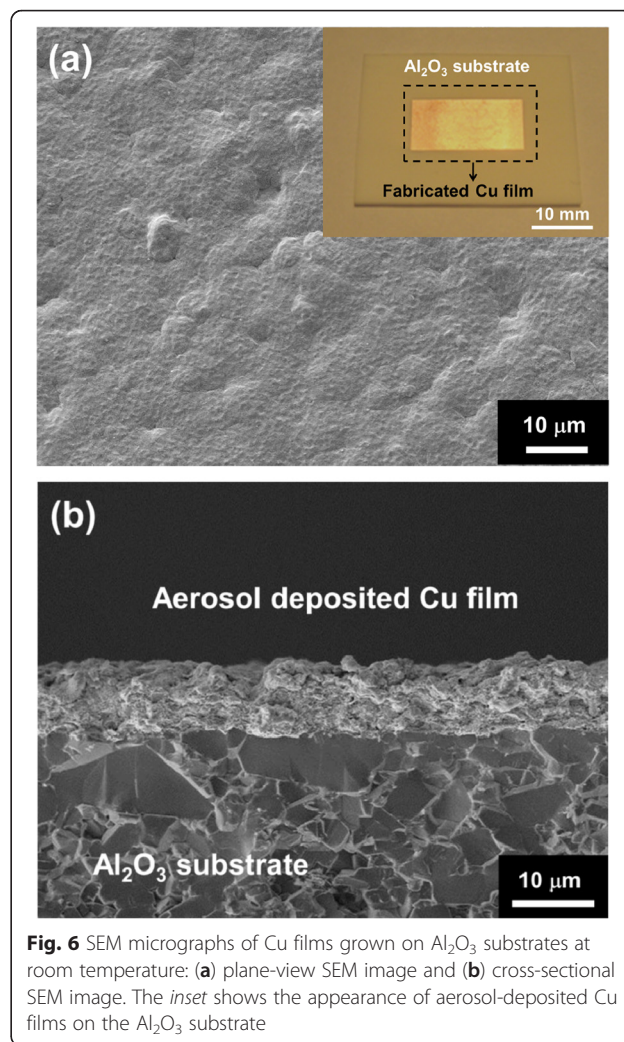 (a)
Al₂O₃ substrate
Fabricated Cu film
10 mm
10 μm
(b)
Aerosol deposited Cu film
Al₂O₃ substrate
10 μm
Fig. 6 SEM micrographs of Cu films grown on Al₂O₃ substrates at
room temperature: (a) plane-view SEM image and (b) cross-sectional
SEM image. The inset shows the appearance of aerosol-deposited Cu
films on the Al₂O₃ substrate